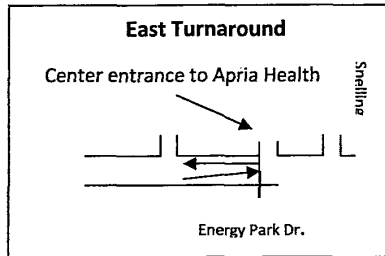 East Turnaround
Center entrance to Apria Health
Snelling
Energy Park Dr.